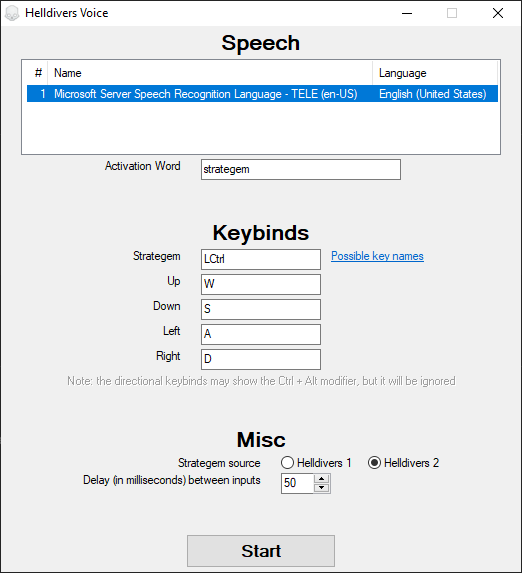 Helldivers Voice
Speech
# Name Language
1 Microsoft Server Speech Recognition Language - TELE (en-US) English (United States)
Activation Word strategem
Keybinds
Strategem LCtrl Possible key names
Up W
Down S
Left A
Right D
Note: the directional keybinds may show the Ctrl + Alt modifier, but it will be ignored
Misc
Strategem source Helldivers 1 Helldivers 2
Delay (in milliseconds) between inputs 50
Start